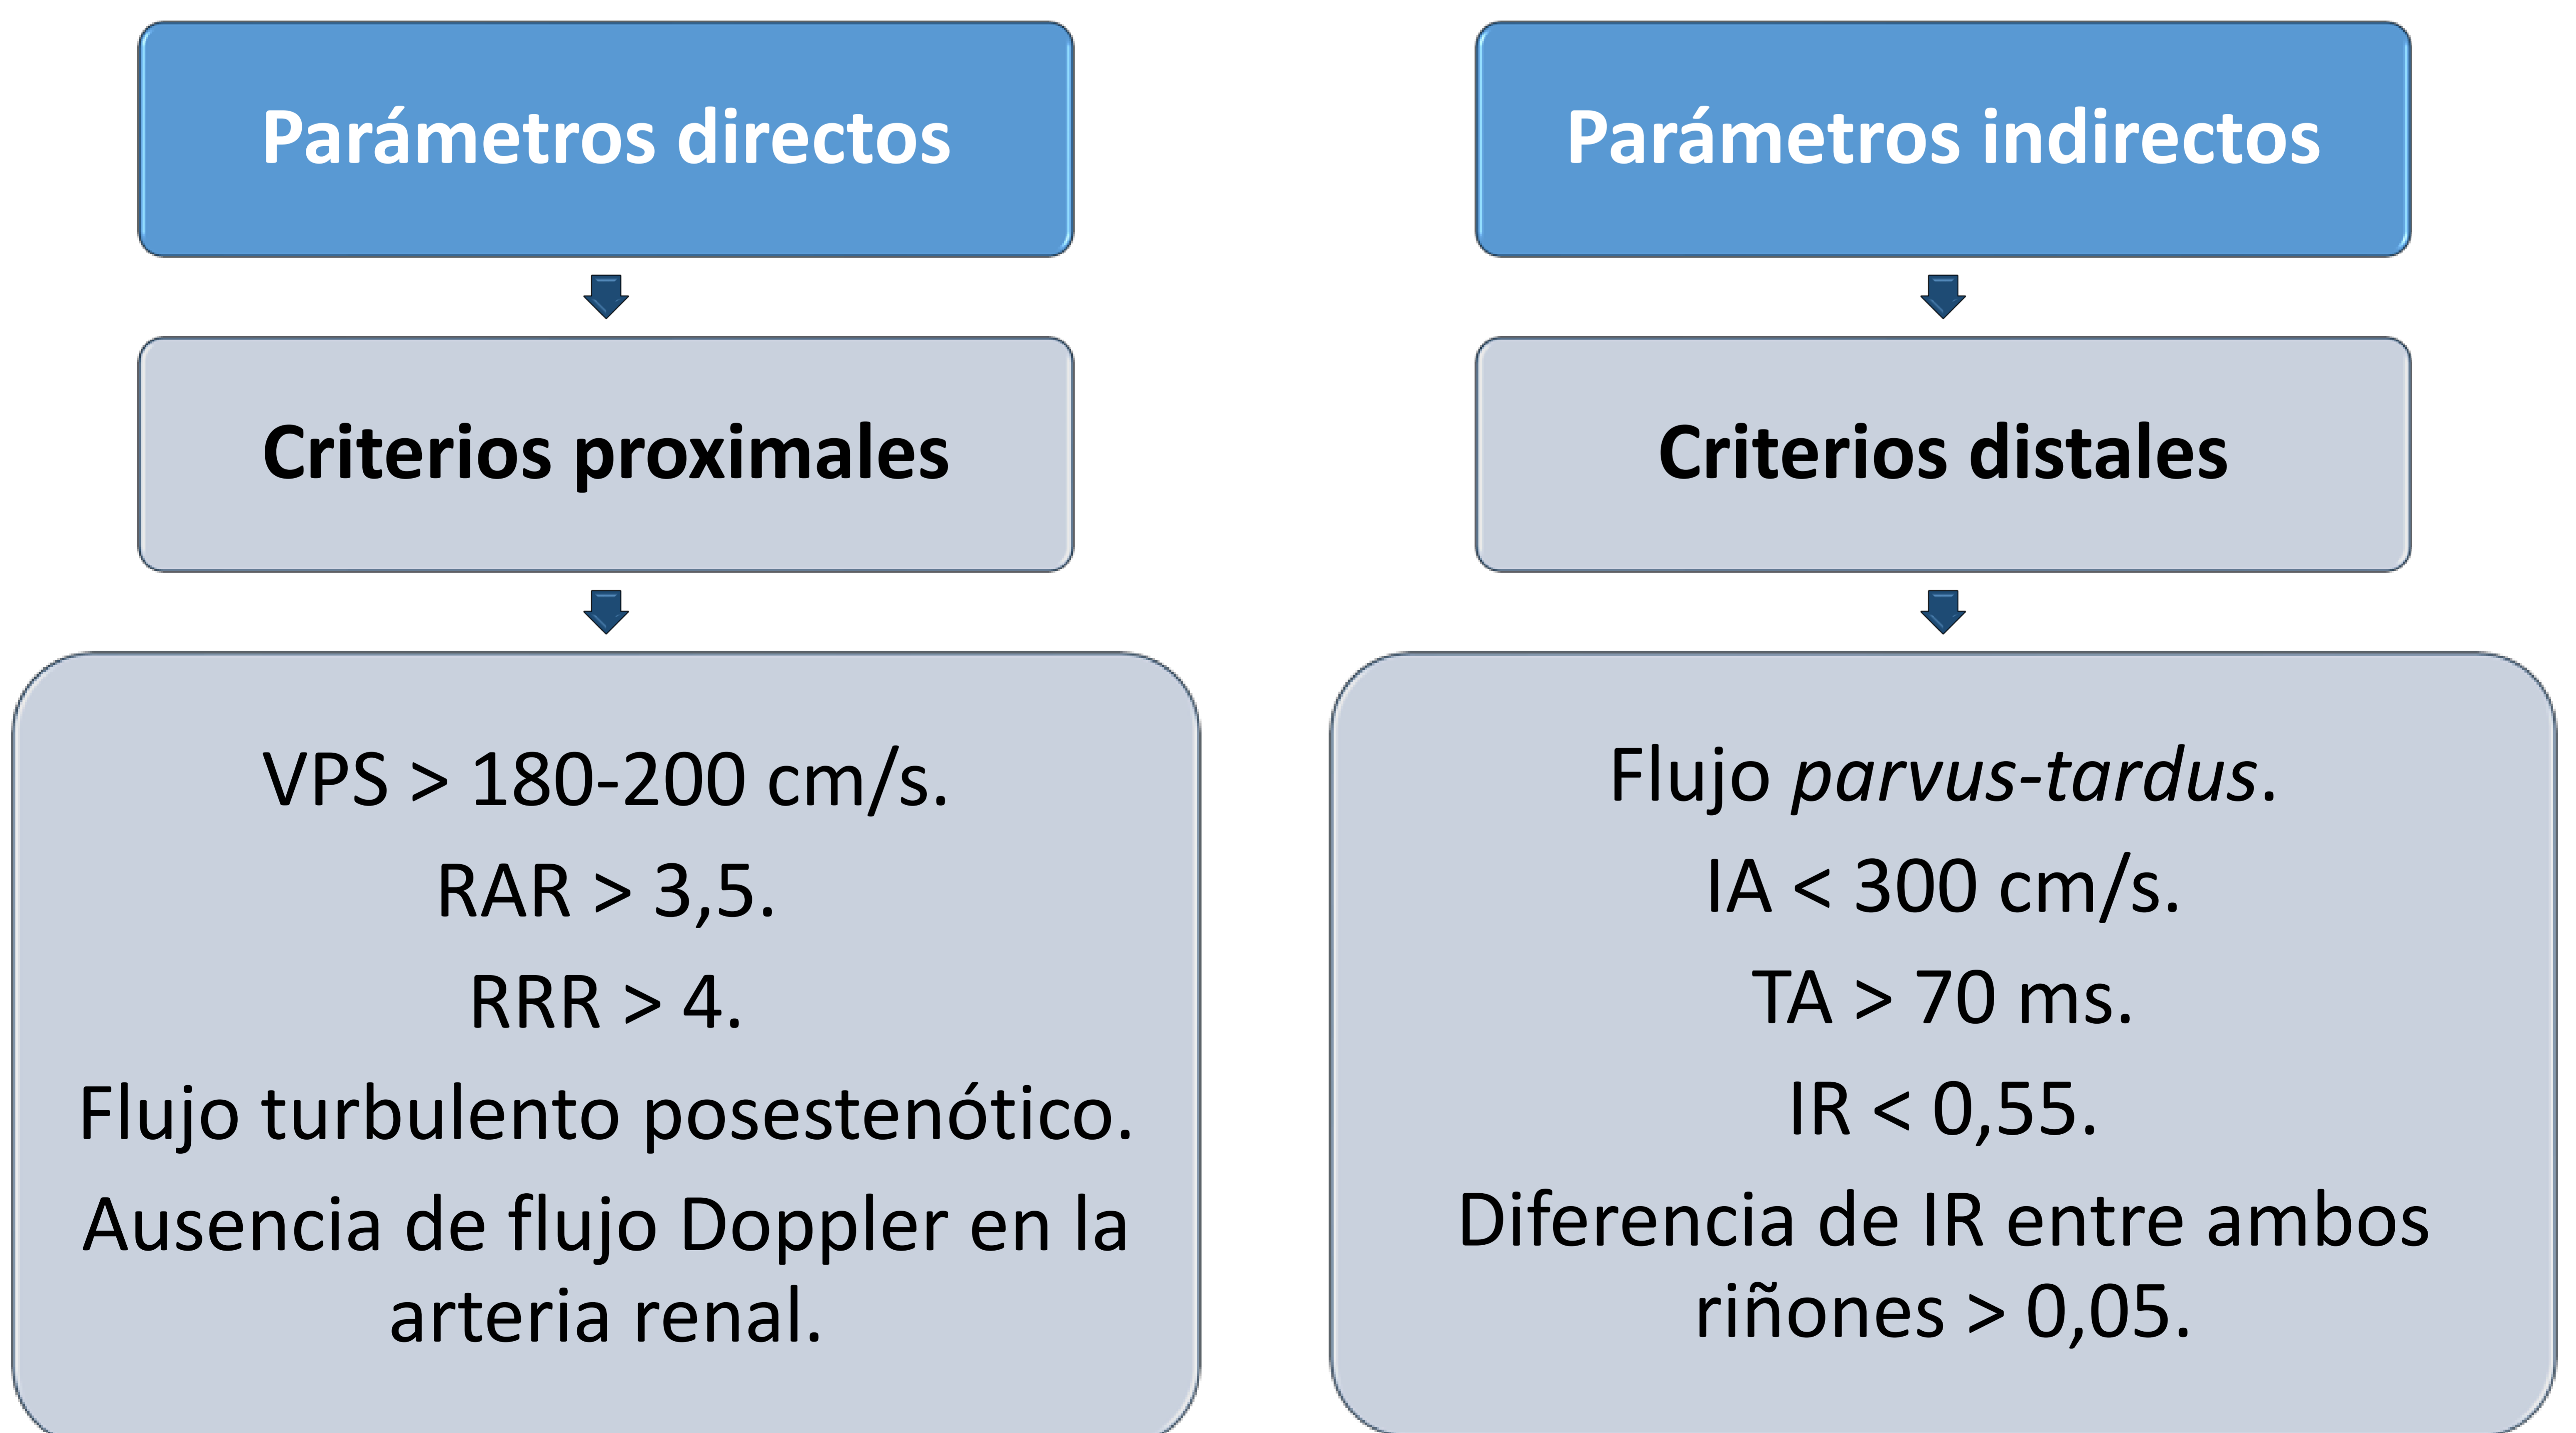 Parámetros directos
Criterios proximales
VPS > 180-200 cm/s.
RAR > 3,5.
RRR > 4.
Flujo turbulento posestenótico.
Ausencia de flujo Doppler en la
arteria renal.
Parámetros indirectos
Criterios distales
Flujo parvus-tardus.
IA < 300 cm/s.
TA > 70 ms.
IR < 0,55.
Diferencia de IR entre ambos
riñones > 0,05.